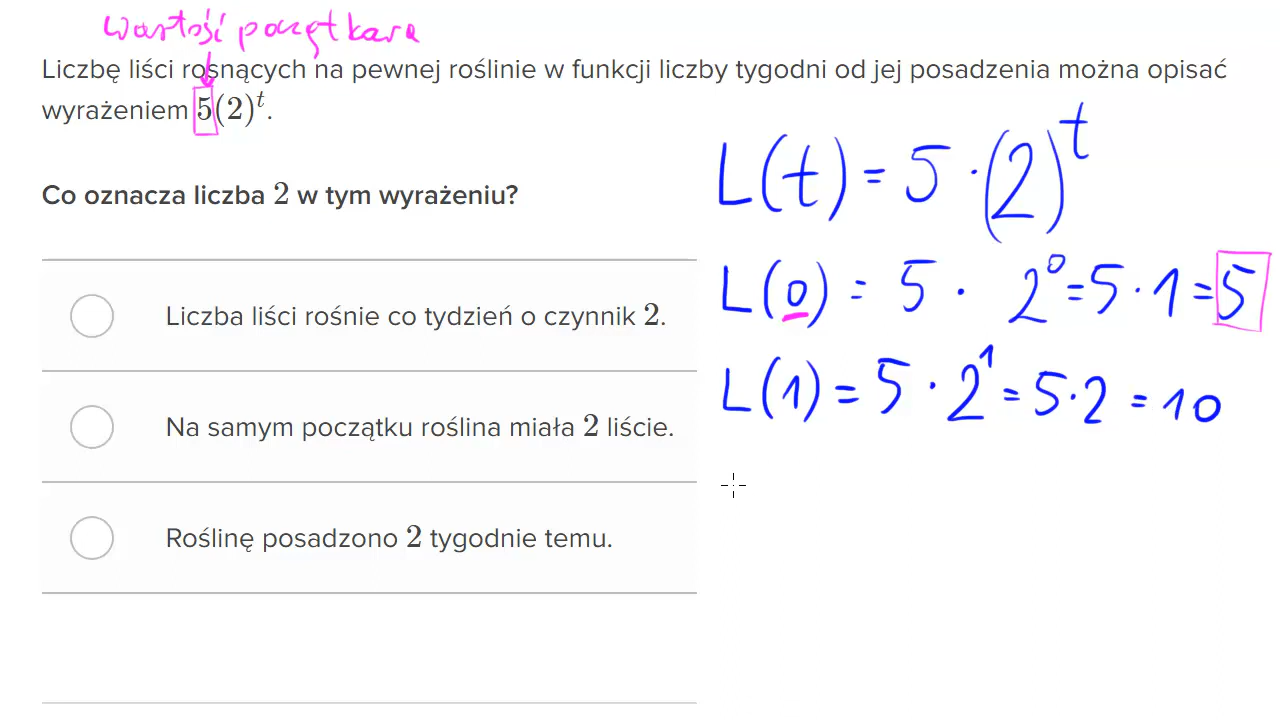 Wartość początkowa
Liczbę liści rosnących na pewnej roślinie w funkcji liczby tygodni od jej posadzenia można opisać
wyrażeniem 5(2)^t.
Co oznacza liczba 2 w tym wyrażeniu?
Liczba liści rośnie co tydzień o czynnik 2.
Na samym początku roślina miała 2 liście.
Roślinę posadzono 2 tygodnie temu.
L(t) = 5 · (2)^t
L(0) = 5 · 2^0 = 5 · 1 = 5
L(1) = 5 · 2^1 = 5 · 2 = 10